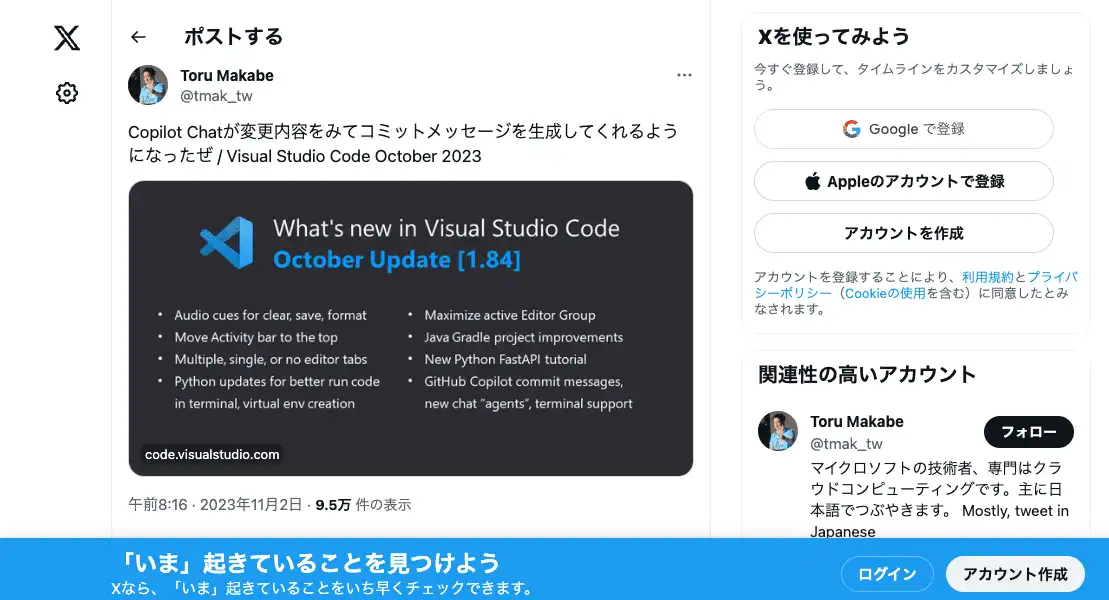 ポストする
Toru Makabe
@tmak_tw
Copilot Chatが変更内容をみてコミットメッセージを生成してくれるよう
になったぜ / Visual Studio Code October 2023
What's new in Visual Studio Code
October Update [1.84]
• Audio cues for clear, save, format
• Move Activity bar to the top
• Multiple, single, or no editor tabs
• Python updates for better run code
in terminal, virtual env creation
• Maximize active Editor Group
• Java Gradle project improvements
• New Python FastAPI tutorial
• GitHub Copilot commit messages,
new chat "agents", terminal support
code.visualstudio.com
午前8:16 · 2023年11月2日 · 9.5万 件の表示
Xを使ってみよう
今すぐ登録して、タイムラインをカスタマイズしましょ
う。
Google で登録
Appleのアカウントで登録
アカウントを作成
アカウントを登録することにより、利用規約とプライバ
シーポリシー（Cookieの使用を含む）に同意したとみ
なされます。
関連性の高いアカウント
Toru Makabe
@tmak_tw
フォロー
マイクロソフトの技術者、専門はクラ
ウドコンピューティングです。主に日
本語でつぶやきます。 Mostly, tweet in
Japanese
「いま」起きていることを見つけよう
Xなら、「いま」起きていることをいち早くチェックできます。
ログイン
アカウント作成